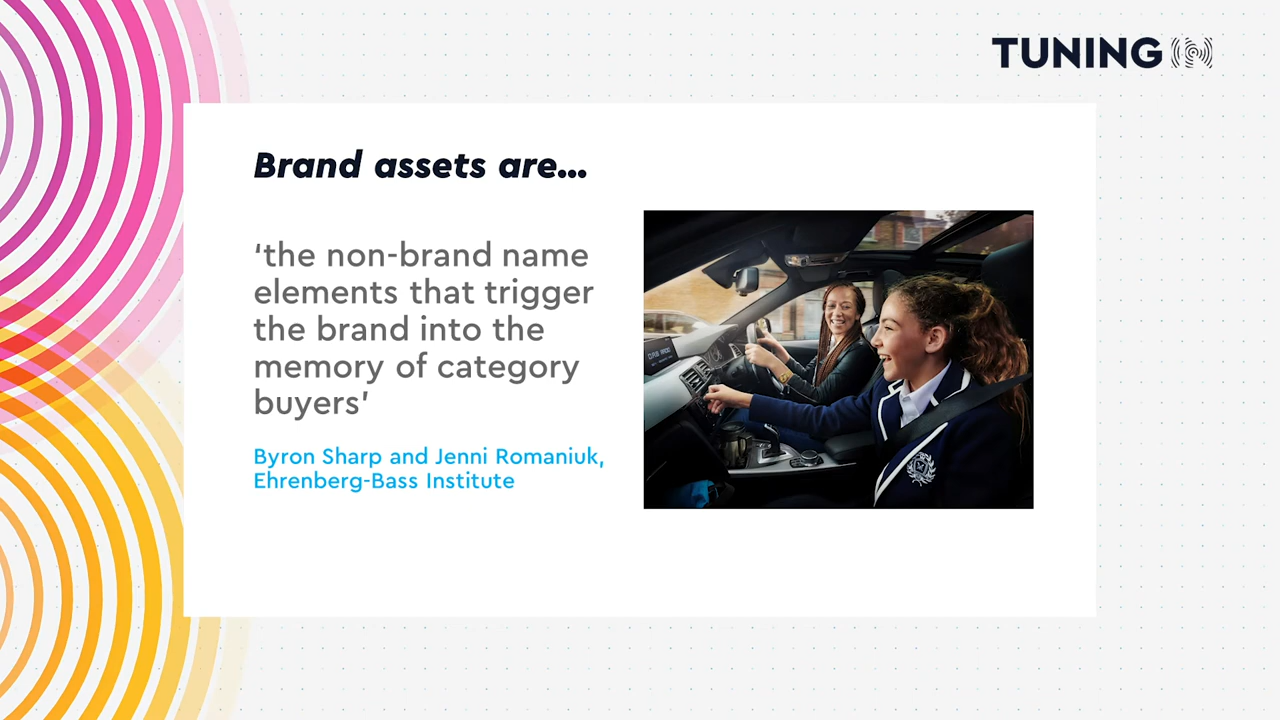 TUNING
Brand assets are...
‘the non-brand name
elements that trigger
the brand into the
memory of category
buyers’
Byron Sharp and Jenni Romaniuk,
Ehrenberg-Bass Institute